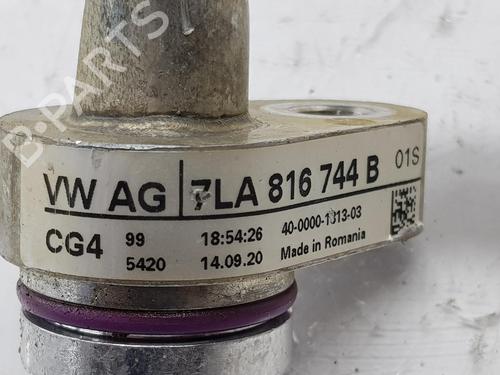 B-PARTS
VW AG 7LA 816 744 B 01S
CG4 99 18:54:26 40-0000-1313-03
5420 14.09.20 Made in Romania